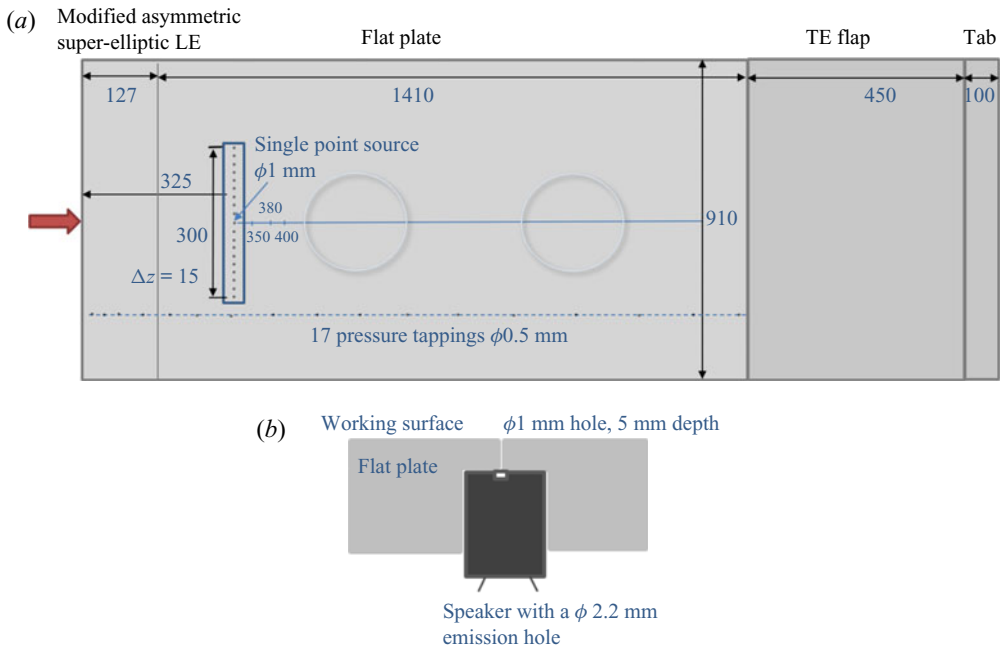 (a)
Modified asymmetric
super-elliptic LE
Flat plate
TE flap
Tab
127
1410
450
100
Single point source
ϕ1 mm
325
380
350 400
300
910
Δz = 15
17 pressure tappings ϕ0.5 mm
(b)
Working surface
ϕ1 mm hole, 5 mm depth
Flat plate
Speaker with a ϕ 2.2 mm
emission hole